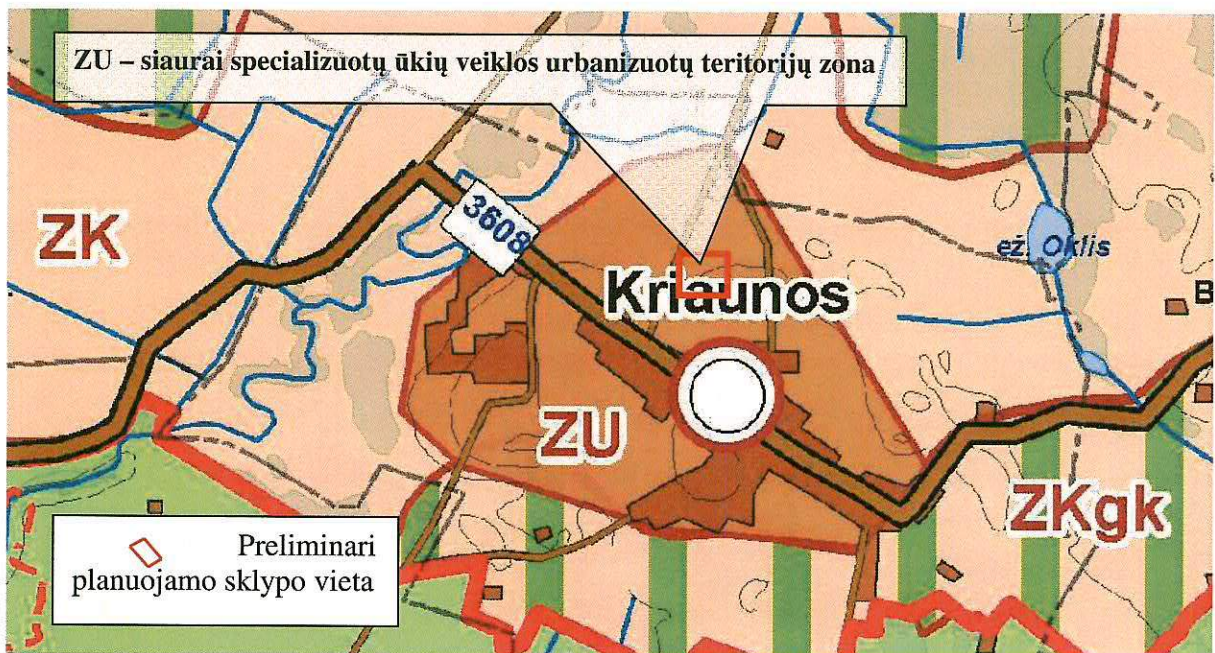 ZU – siaurai specializuotų ūkių veiklos urbanizuotų teritorijų zona
ZK
3608
ež. Oklis
Kriaunos
B
ZU
ZKgk
Preliminari
planuojamo sklypo vieta